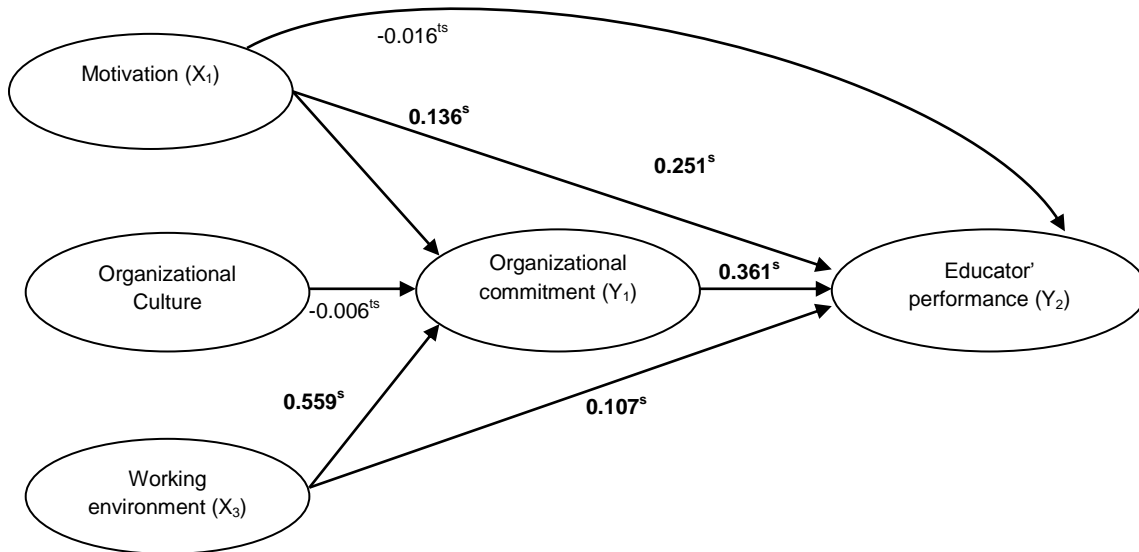 -0.016ts
Motivation (X1)
0.136s
0.251s
Organizational
Culture
-0.006ts
Organizational
commitment (Y1)
0.361s
Educator’
performance (Y2)
0.559s
0.107s
Working
environment (X3)